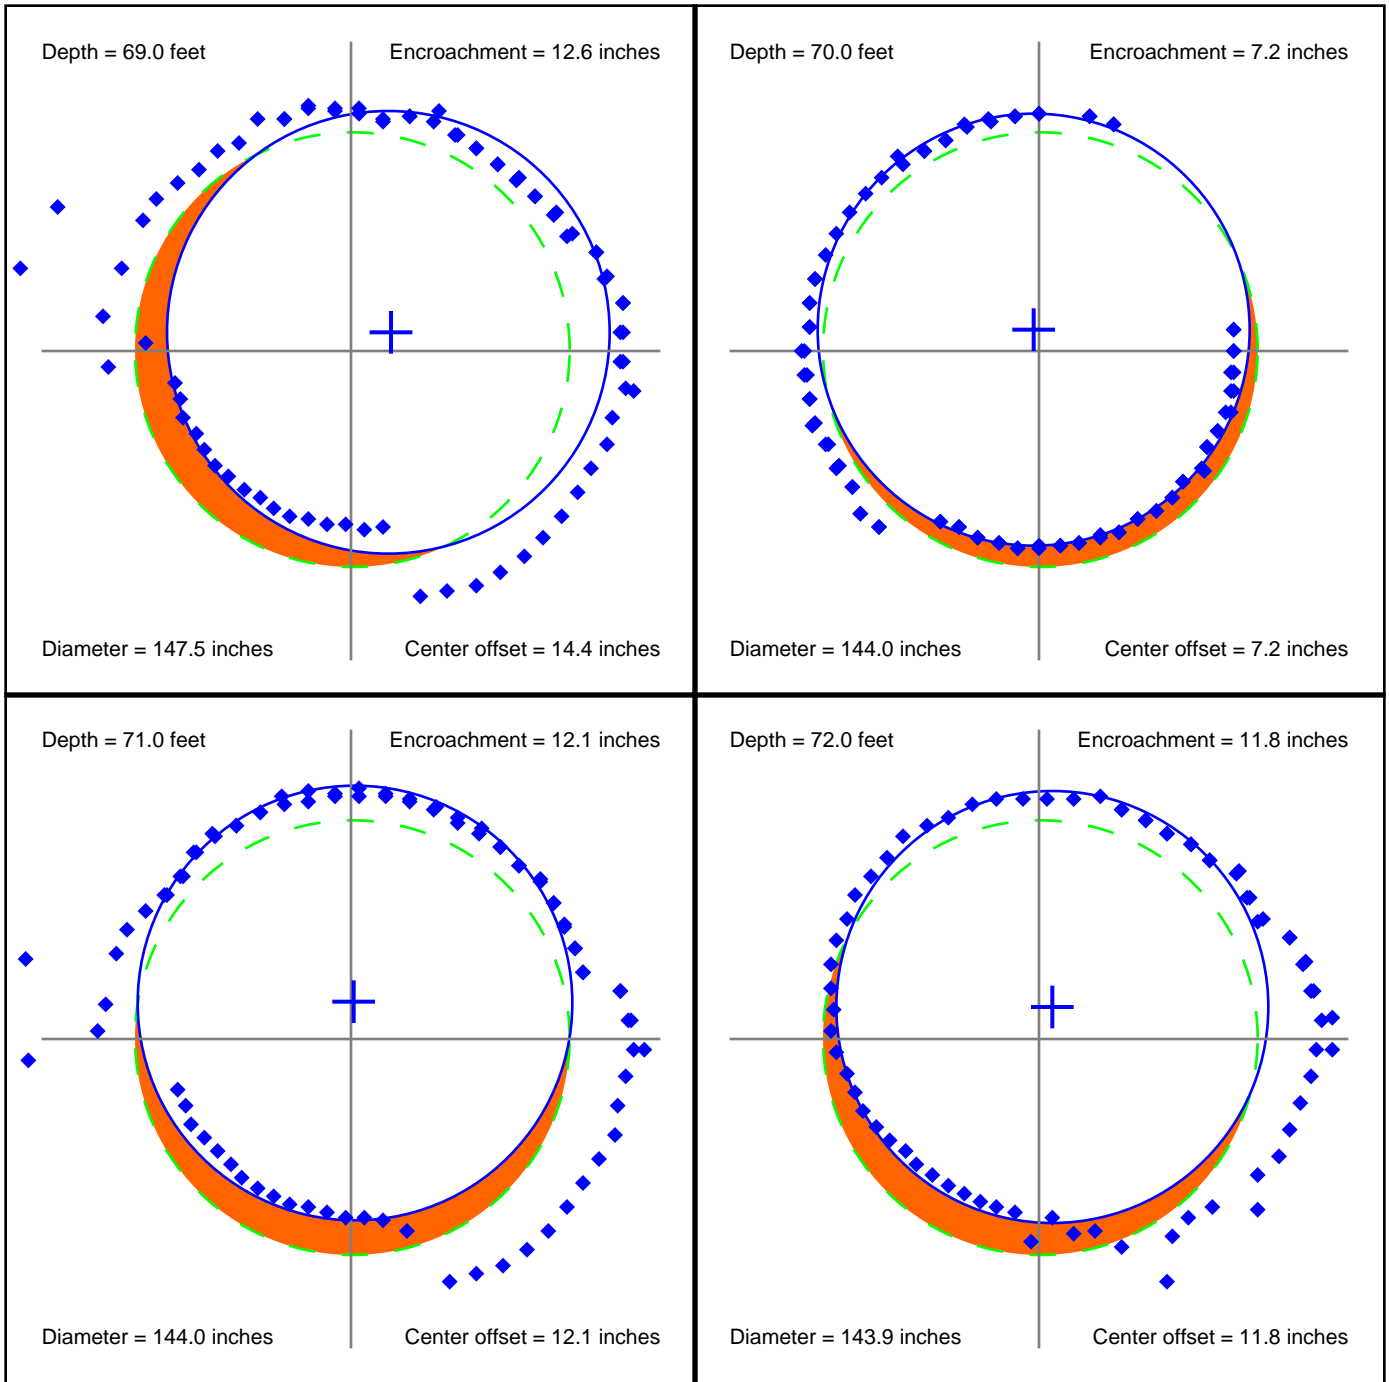 Depth = 69.0 feet
Encroachment = 12.6 inches
Diameter = 147.5 inches
Center offset = 14.4 inches
Depth = 70.0 feet
Encroachment = 7.2 inches
Diameter = 144.0 inches
Center offset = 7.2 inches
Depth = 71.0 feet
Encroachment = 12.1 inches
Diameter = 144.0 inches
Center offset = 12.1 inches
Depth = 72.0 feet
Encroachment = 11.8 inches
Diameter = 143.9 inches
Center offset = 11.8 inches